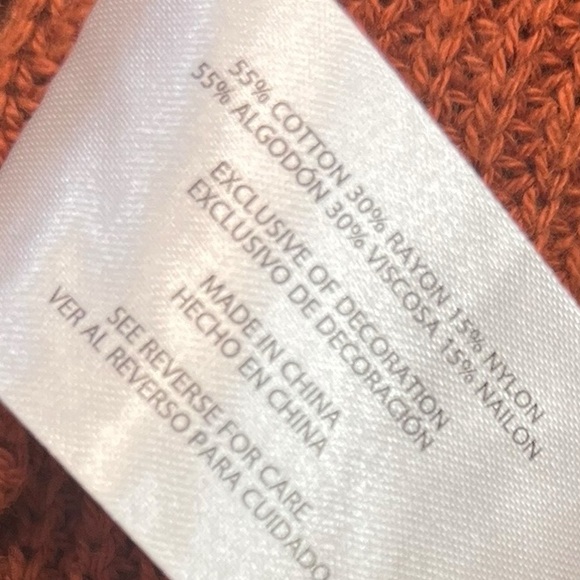 55% COTTON 30% RAYON 15% NYLON
55% ALGODÓN 30% VISCOSA 15% NAILON
EXCLUSIVE OF DECORATION
EXCLUSIVO DE DECORACIÓN
MADE IN CHINA
HECHO EN CHINA
SEE REVERSE FOR CARE
VER AL REVERSO PARA CUIDADO